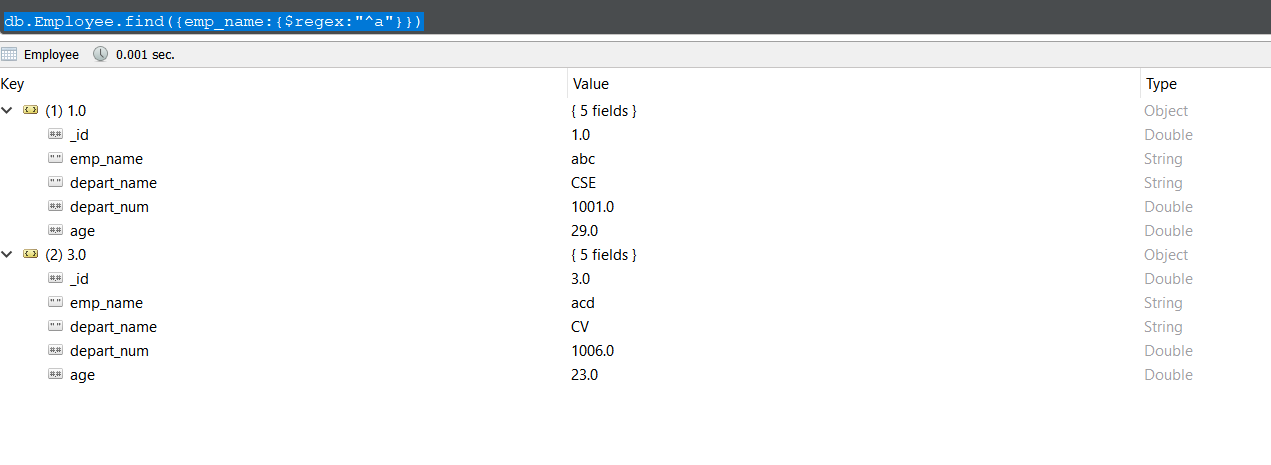 db.Employee.find({emp_name:{$regex:"^a"}})
Employee 0.001 sec.
Key Value Type
(1) 1.0 { 5 fields } Object
_id 1.0 Double
emp_name abc String
depart_name CSE String
depart_num 1001.0 Double
age 29.0 Double
(2) 3.0 { 5 fields } Object
_id 3.0 Double
emp_name acd String
depart_name CV String
depart_num 1006.0 Double
age 23.0 Double